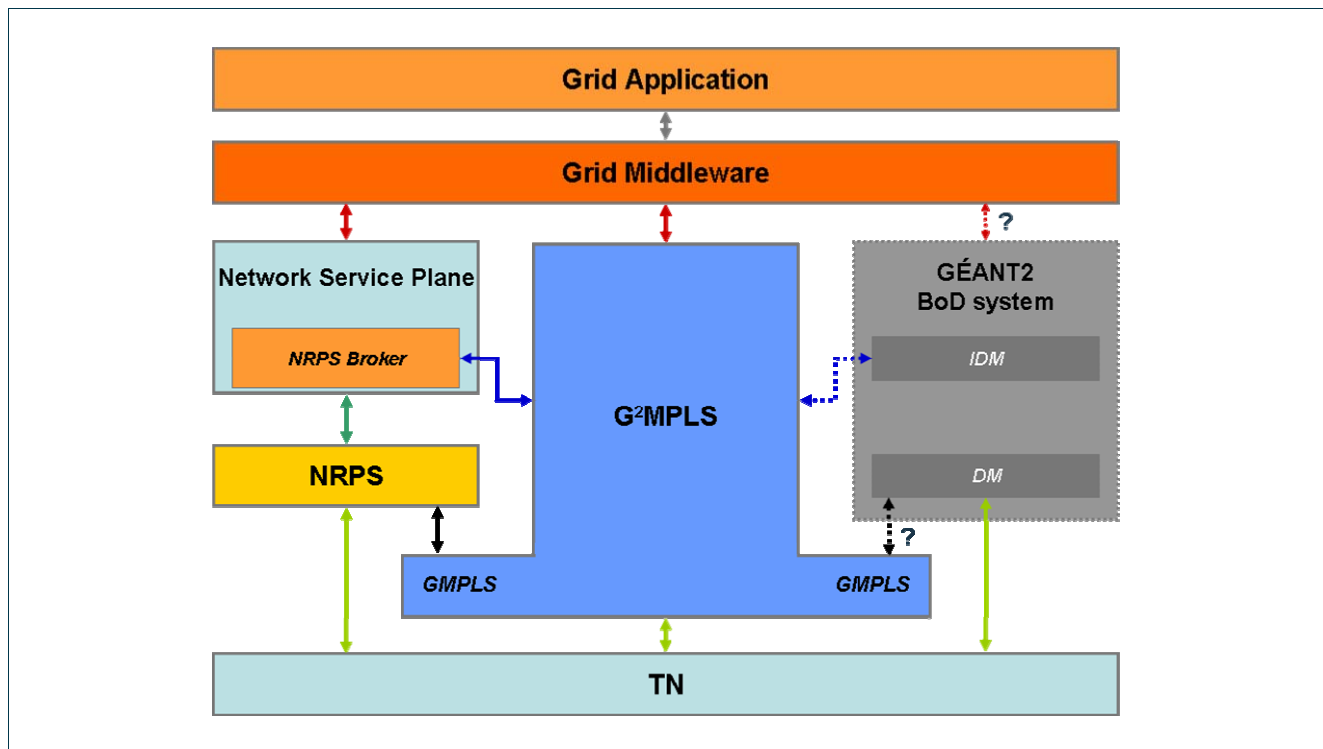 Grid Application
Grid Middleware
?
Network Service Plane
GÉANT2
BoD system
NRPS Broker
IDM
G²MPLS
NRPS
DM
?
GMPLS
GMPLS
TN